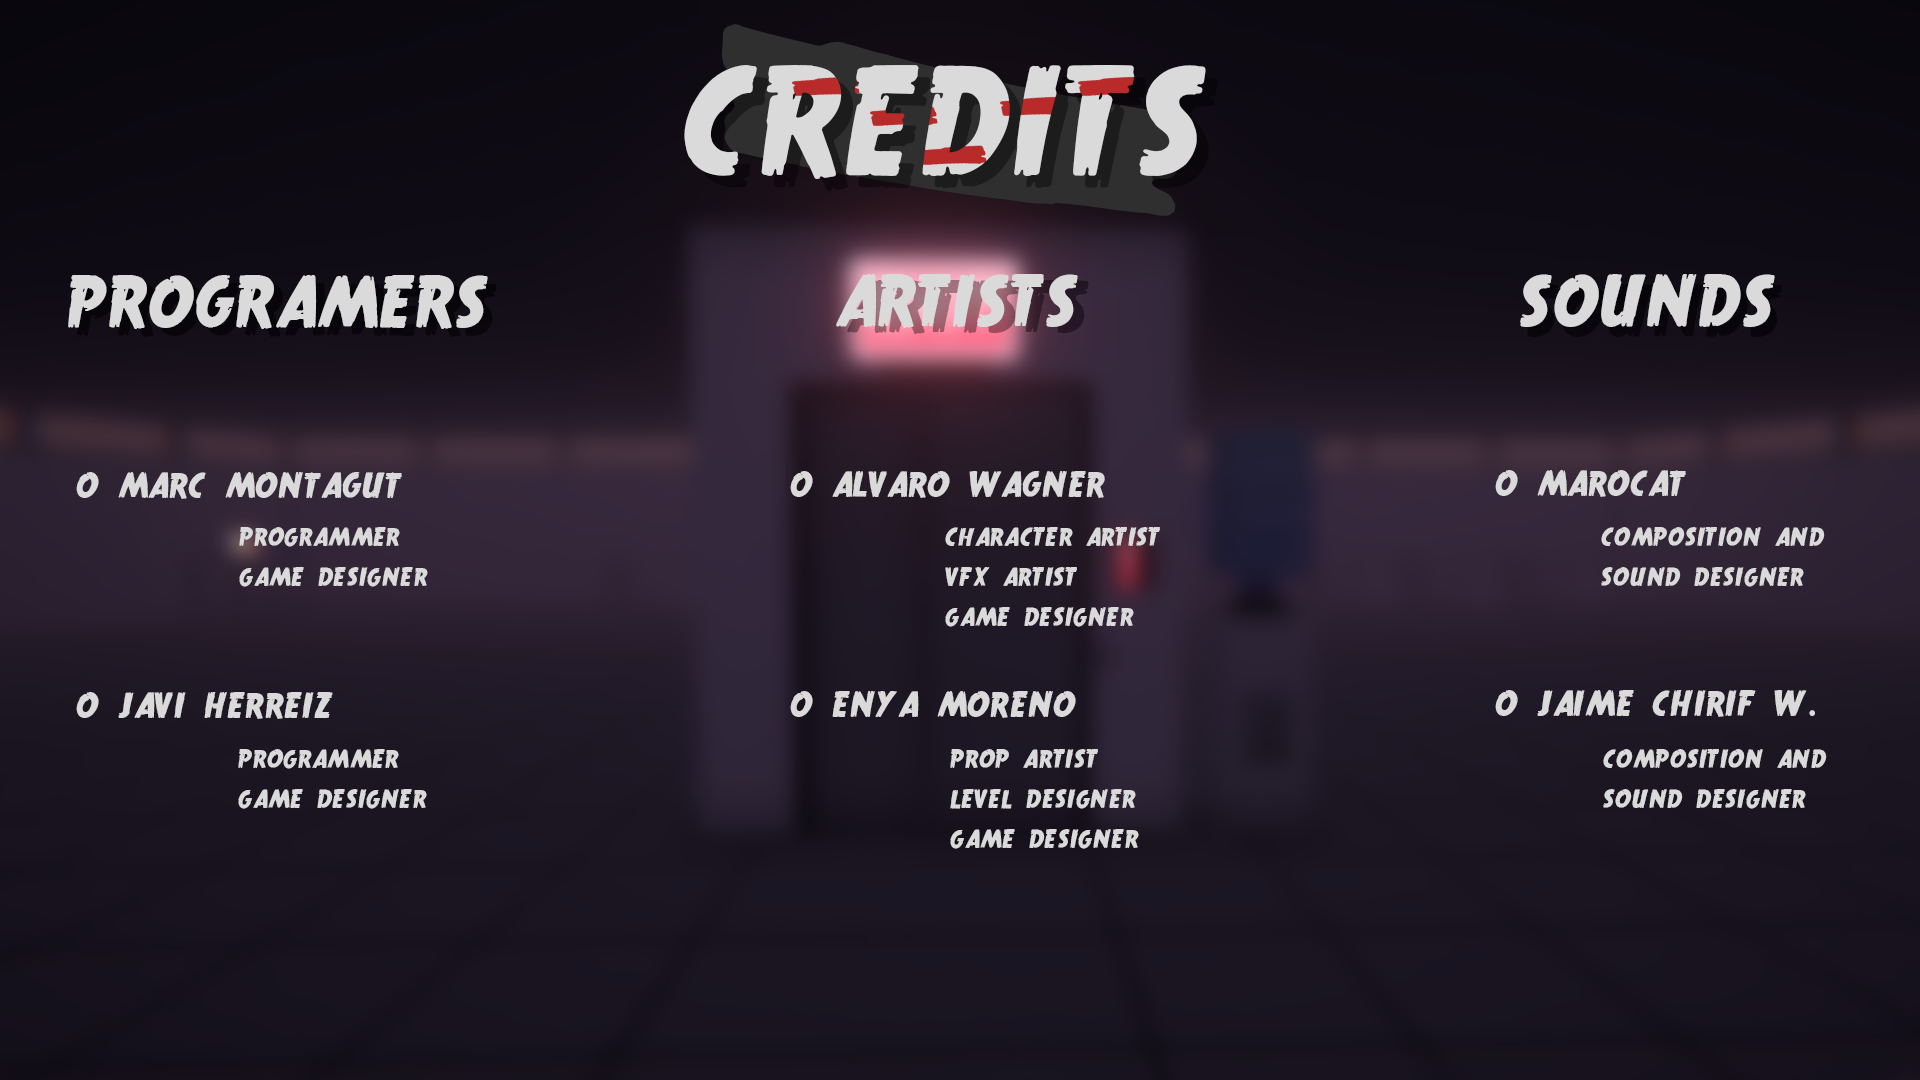 CREDITS
PROGRAMERS
O MARC MONTAGUT
PROGRAMMER
GAME DESIGNER
O JAVI HERREIZ
PROGRAMMER
GAME DESIGNER
ARTISTS
O ALVARO WAGNER
CHARACTER ARTIST
VFX ARTIST
GAME DESIGNER
O ENYA MORENO
PROP ARTIST
LEVEL DESIGNER
GAME DESIGNER
SOUNDS
O MAROCAT
COMPOSITION AND
SOUND DESIGNER
O JAIME CHIRIF W.
COMPOSITION AND
SOUND DESIGNER